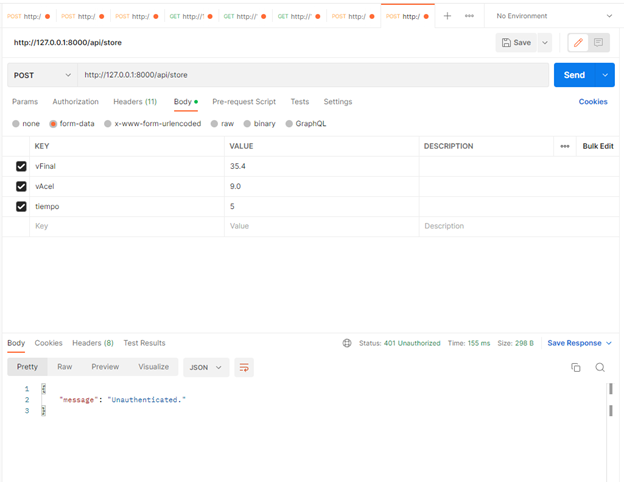 POST http:/ POST http:/ POST http:/ GET http://' GET http://' GET http://' POST http:/ POST http:/ No Environment
http://127.0.0.1:8000/api/store Save
POST http://127.0.0.1:8000/api/store Send
Params Authorization Headers (11) Body Pre-request Script Tests Settings Cookies
none form-data x-www-form-urlencoded raw binary GraphQL
KEY VALUE DESCRIPTION Bulk Edit
vFinal 35.4
vAcel 9.0
tiempo 5
Key Value Description
Body Cookies Headers (8) Test Results Status: 401 Unauthorized Time: 155 ms Size: 298 B Save Response
Pretty Raw Preview Visualize JSON
1 {
2 "message": "Unauthenticated."
3 }